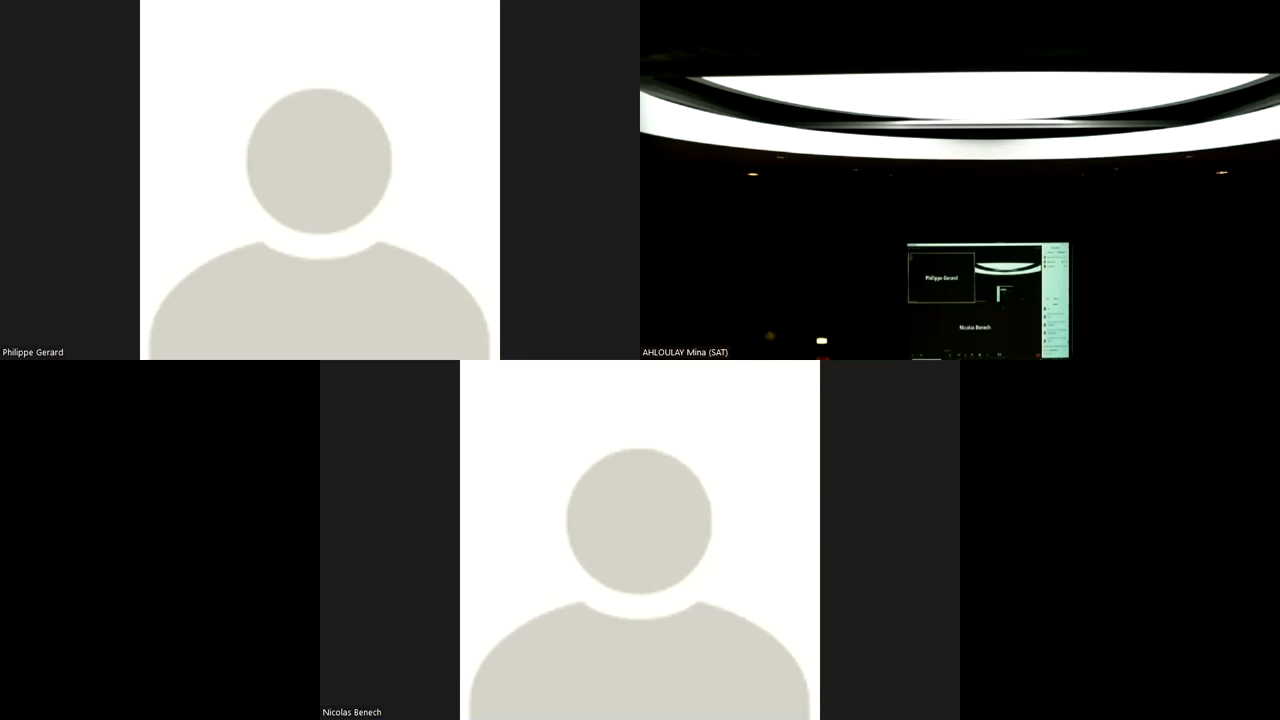 Philippe Gerard
AHLOULAY Mina (SAT)
Philippe Gerard
Nicolas Benech
Nicolas Benech